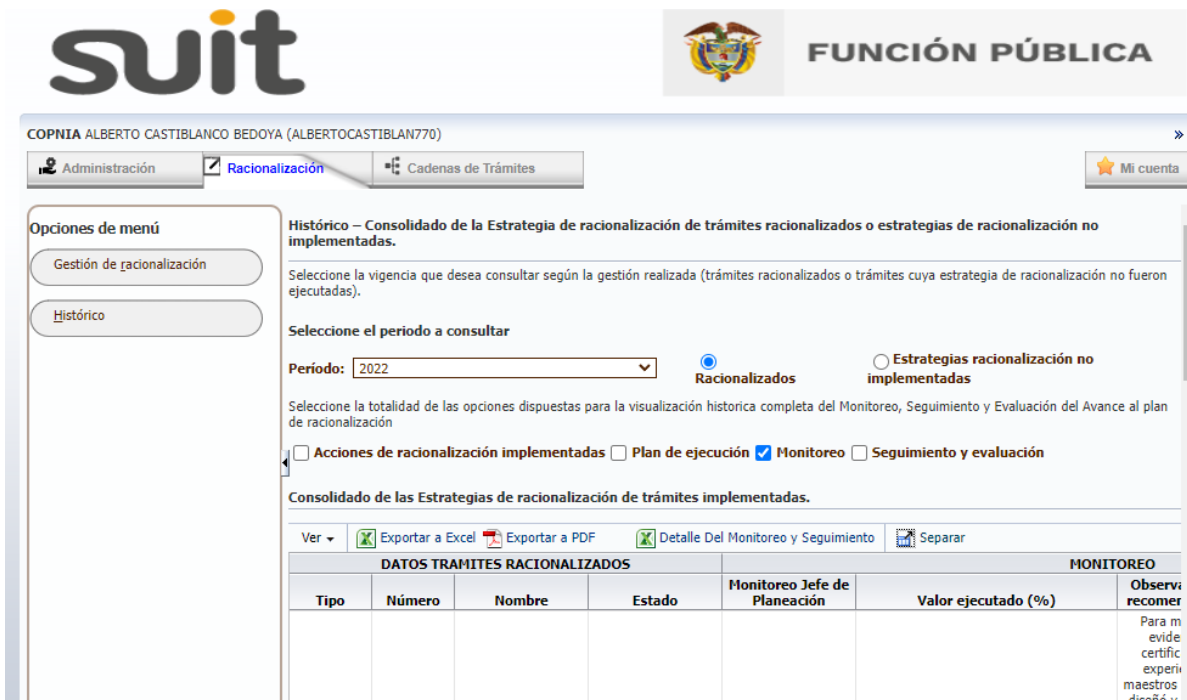 suit
FUNCIÓN PÚBLICA
COPNIA ALBERTO CASTIBLANCO BEDOYA (ALBERTOCASTIBLAN770)
»
Administración
Racionalización
Cadenas de Trámites
Mi cuenta
Opciones de menú
Gestión de racionalización
Histórico
Histórico – Consolidado de la Estrategia de racionalización de trámites racionalizados o estrategias de racionalización no
implementadas.
Seleccione la vigencia que desea consultar según la gestión realizada (trámites racionalizados o trámites cuya estrategia de racionalización no fueron
ejecutadas).
Seleccione el periodo a consultar
Período: 2022
Racionalizados
Estrategias racionalización no
implementadas
Seleccione la totalidad de las opciones dispuestas para la visualización historica completa del Monitoreo, Seguimiento y Evaluación del Avance al plan
de racionalización
Acciones de racionalización implementadas Plan de ejecución Monitoreo Seguimiento y evaluación
Consolidado de las Estrategias de racionalización de trámites implementadas.
Ver Exportar a Excel Exportar a PDF Detalle Del Monitoreo y Seguimiento Separar
DATOS TRAMITES RACIONALIZADOS MONITOREO
Tipo Número Nombre Estado Monitoreo Jefe de
Planeación Valor ejecutado (%) Observa
recomer
Para m
evide
certific
experi
maestros